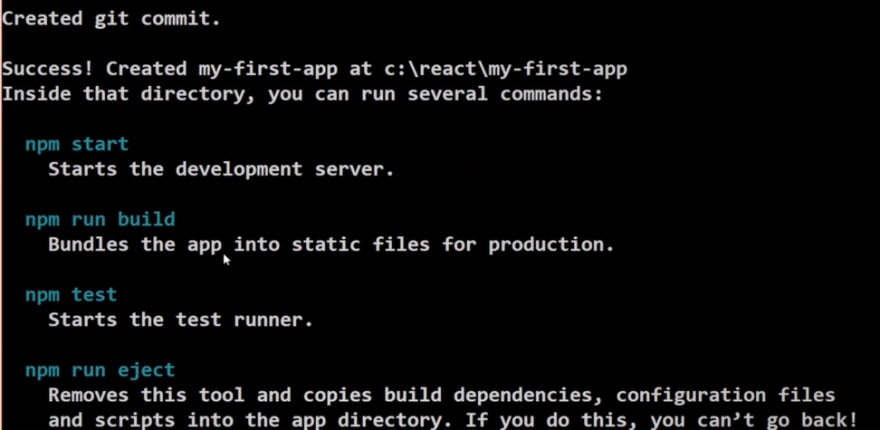 Created git commit.
Success! Created my-first-app at c:\react\my-first-app
Inside that directory, you can run several commands:
npm start
Starts the development server.
npm run build
Bundles the app into static files for production.
npm test
Starts the test runner.
npm run eject
Removes this tool and copies build dependencies, configuration files
and scripts into the app directory. If you do this, you can’t go back!